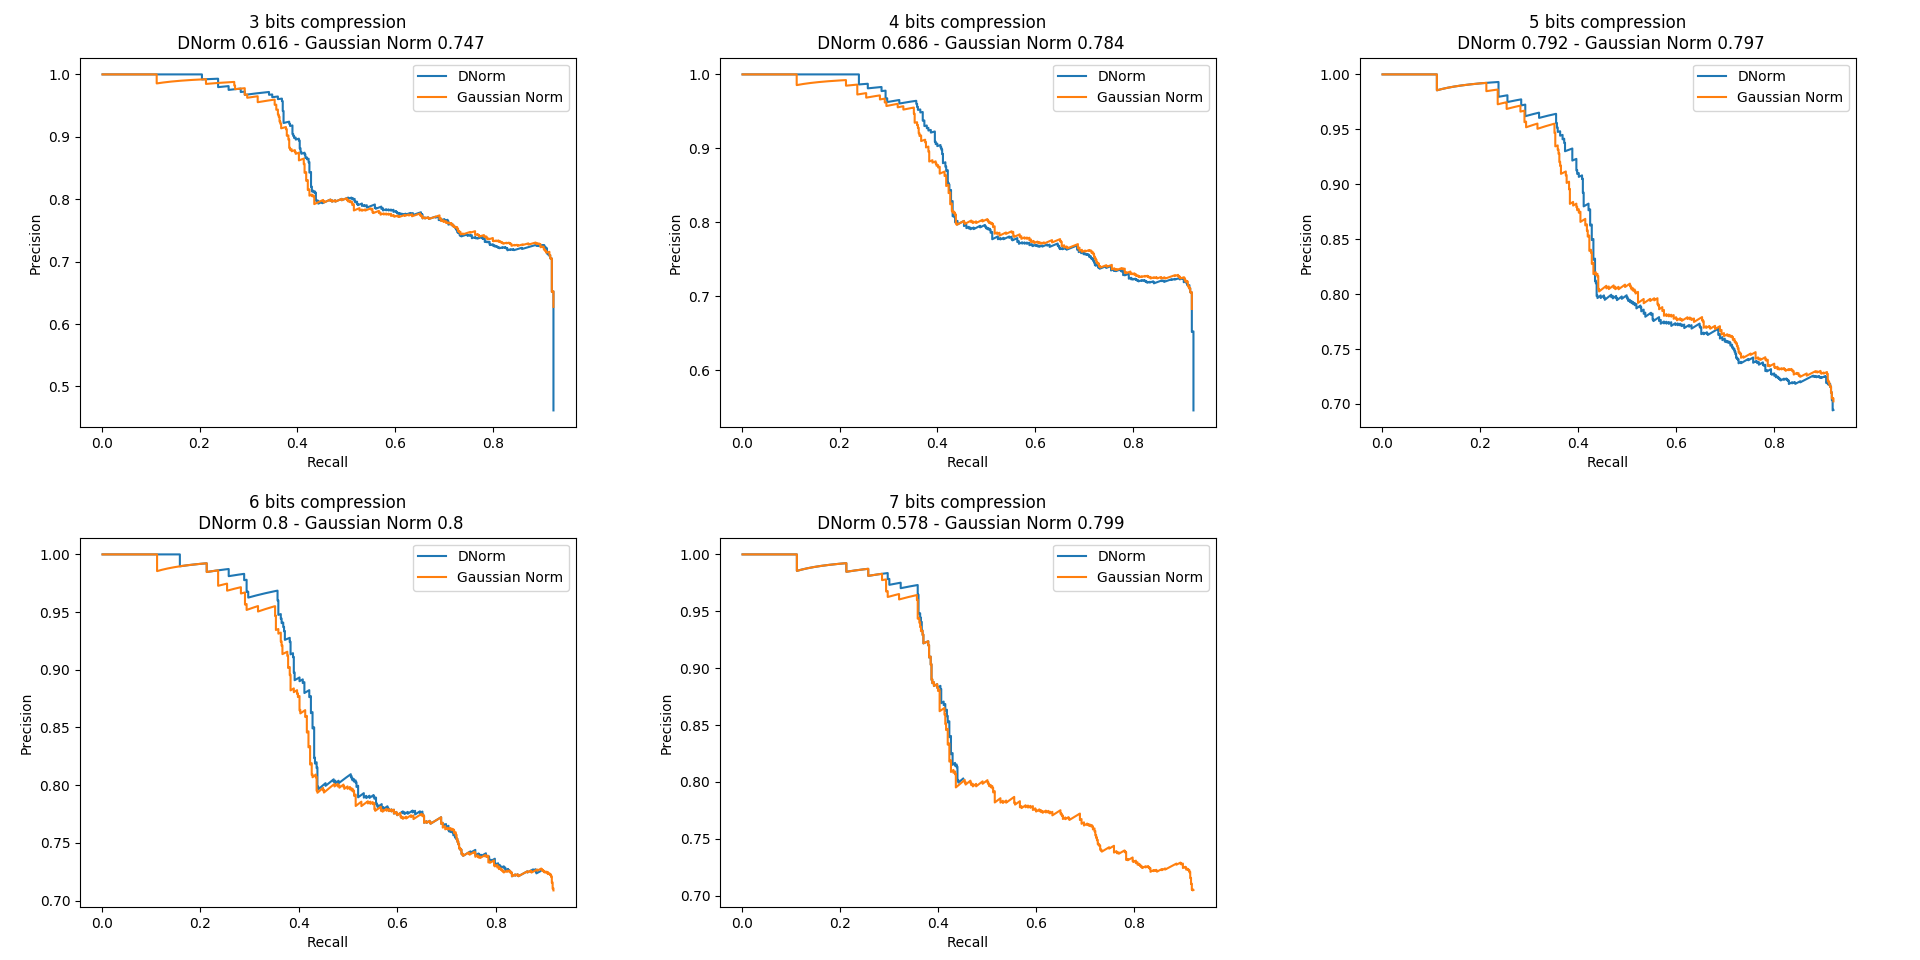 3 bits compression
DNorm 0.616 - Gaussian Norm 0.747
DNorm
Gaussian Norm
1.0
0.9
0.8
0.7
0.6
0.5
Precision
0.0 0.2 0.4 0.6 0.8
Recall
4 bits compression
DNorm 0.686 - Gaussian Norm 0.784
DNorm
Gaussian Norm
1.0
0.9
0.8
0.7
0.6
Precision
0.0 0.2 0.4 0.6 0.8
Recall
5 bits compression
DNorm 0.792 - Gaussian Norm 0.797
DNorm
Gaussian Norm
1.00
0.95
0.90
0.85
0.80
0.75
0.70
Precision
0.0 0.2 0.4 0.6 0.8
Recall
6 bits compression
DNorm 0.8 - Gaussian Norm 0.8
DNorm
Gaussian Norm
1.00
0.95
0.90
0.85
0.80
0.75
0.70
Precision
0.0 0.2 0.4 0.6 0.8
Recall
7 bits compression
DNorm 0.578 - Gaussian Norm 0.799
DNorm
Gaussian Norm
1.00
0.95
0.90
0.85
0.80
0.75
0.70
Precision
0.0 0.2 0.4 0.6 0.8
Recall